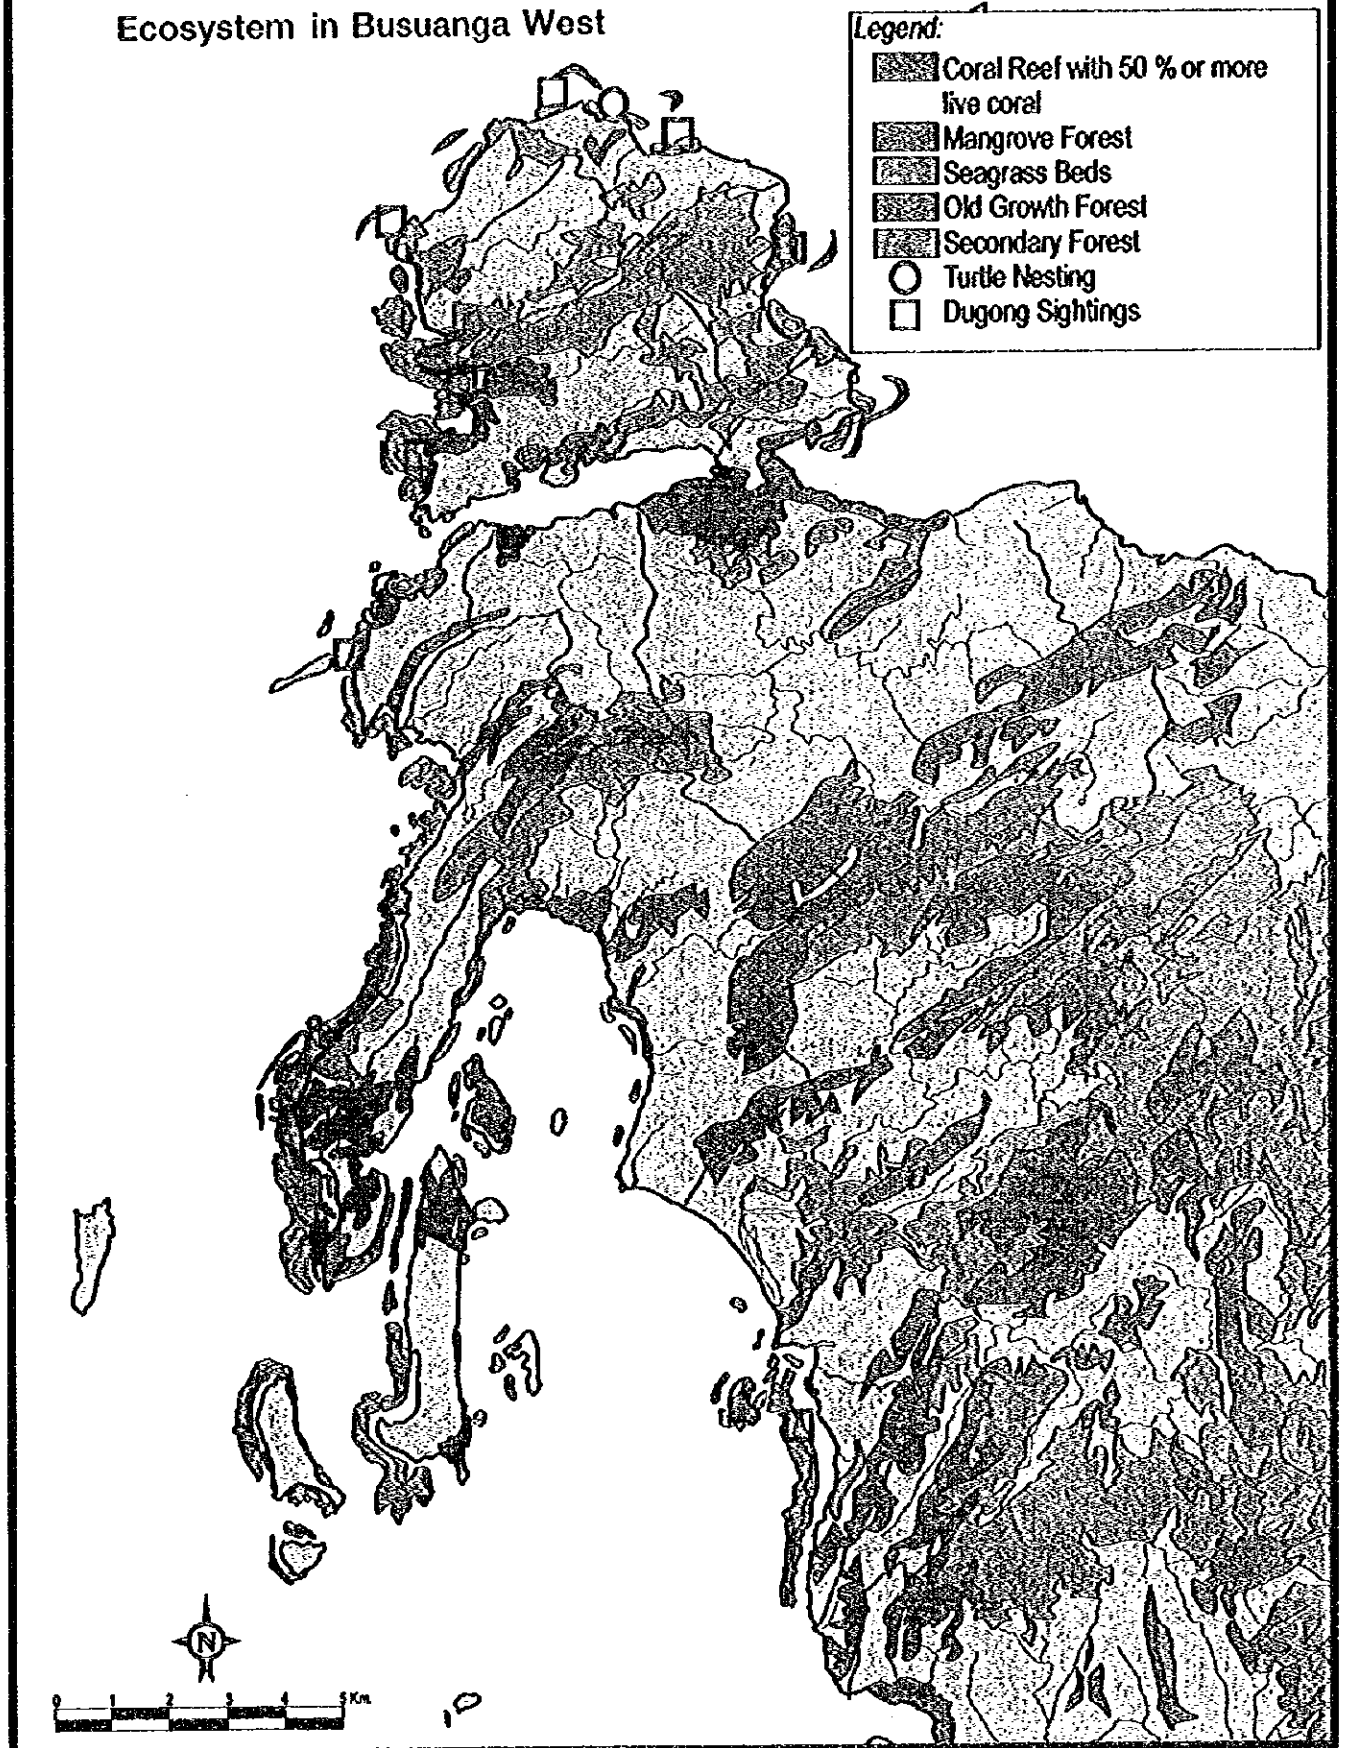 Ecosystem in Busuanga West
Legend:
Coral Reef with 50 % or more
live coral
Mangrove Forest
Seagrass Beds
Old Growth Forest
Secondary Forest
Turtle Nesting
Dugong Sightings
N
0 1 2 3 4 5 Km.